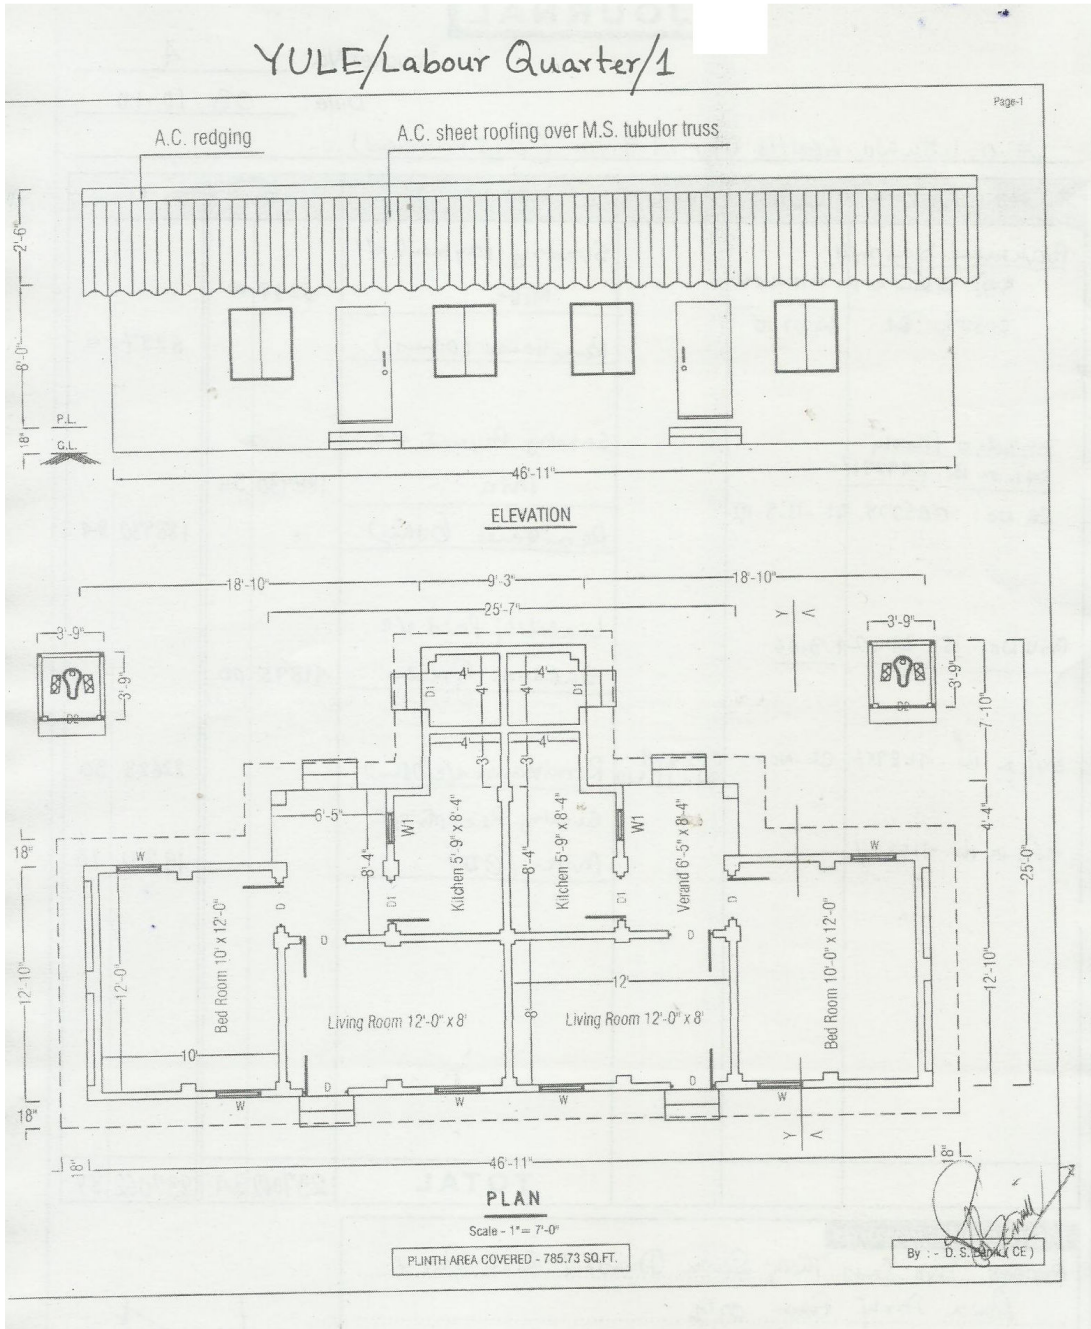 YULE/Labour Quarter/1
Page-1
A.C. redging
A.C. sheet roofing over M.S. tubulor truss
2'-6"
8'-0"
P.L.
18"
G.L.
46'-11"
ELEVATION
18'-10"
9'-3"
18'-10"
25'-7"
Y
A
3'-9"
3'-9"
3'-9"
3'-9"
D2
D2
4'
4'
4'
4'
D1
D1
7'-10"
4'
4'
3'
3'
6'-5"
W1
W1
8'-4"
Kitchen 5'-9" x 8'-4"
8'-4"
Kitchen 5'-9" x 8'-4"
Verand 6'-5" x 8'-4"
4'-4"
25'-0"
18"
W
W
D
D1
D1
D
D
D
12'-10"
12'-0"
Bed Room 10' x 12'-0"
Living Room 12'-0" x 8'
8'
12'
Living Room 12'-0" x 8'
Bed Room 10'-0" x 12'-0"
12'-10"
10'
18"
W
D
W
W
D
W
Y
A
18"
46'-11"
18"
PLAN
Scale - 1" = 7'-0"
PLINTH AREA COVERED - 785.73 SQ.FT.
By : - D. S. Bank ( CE )